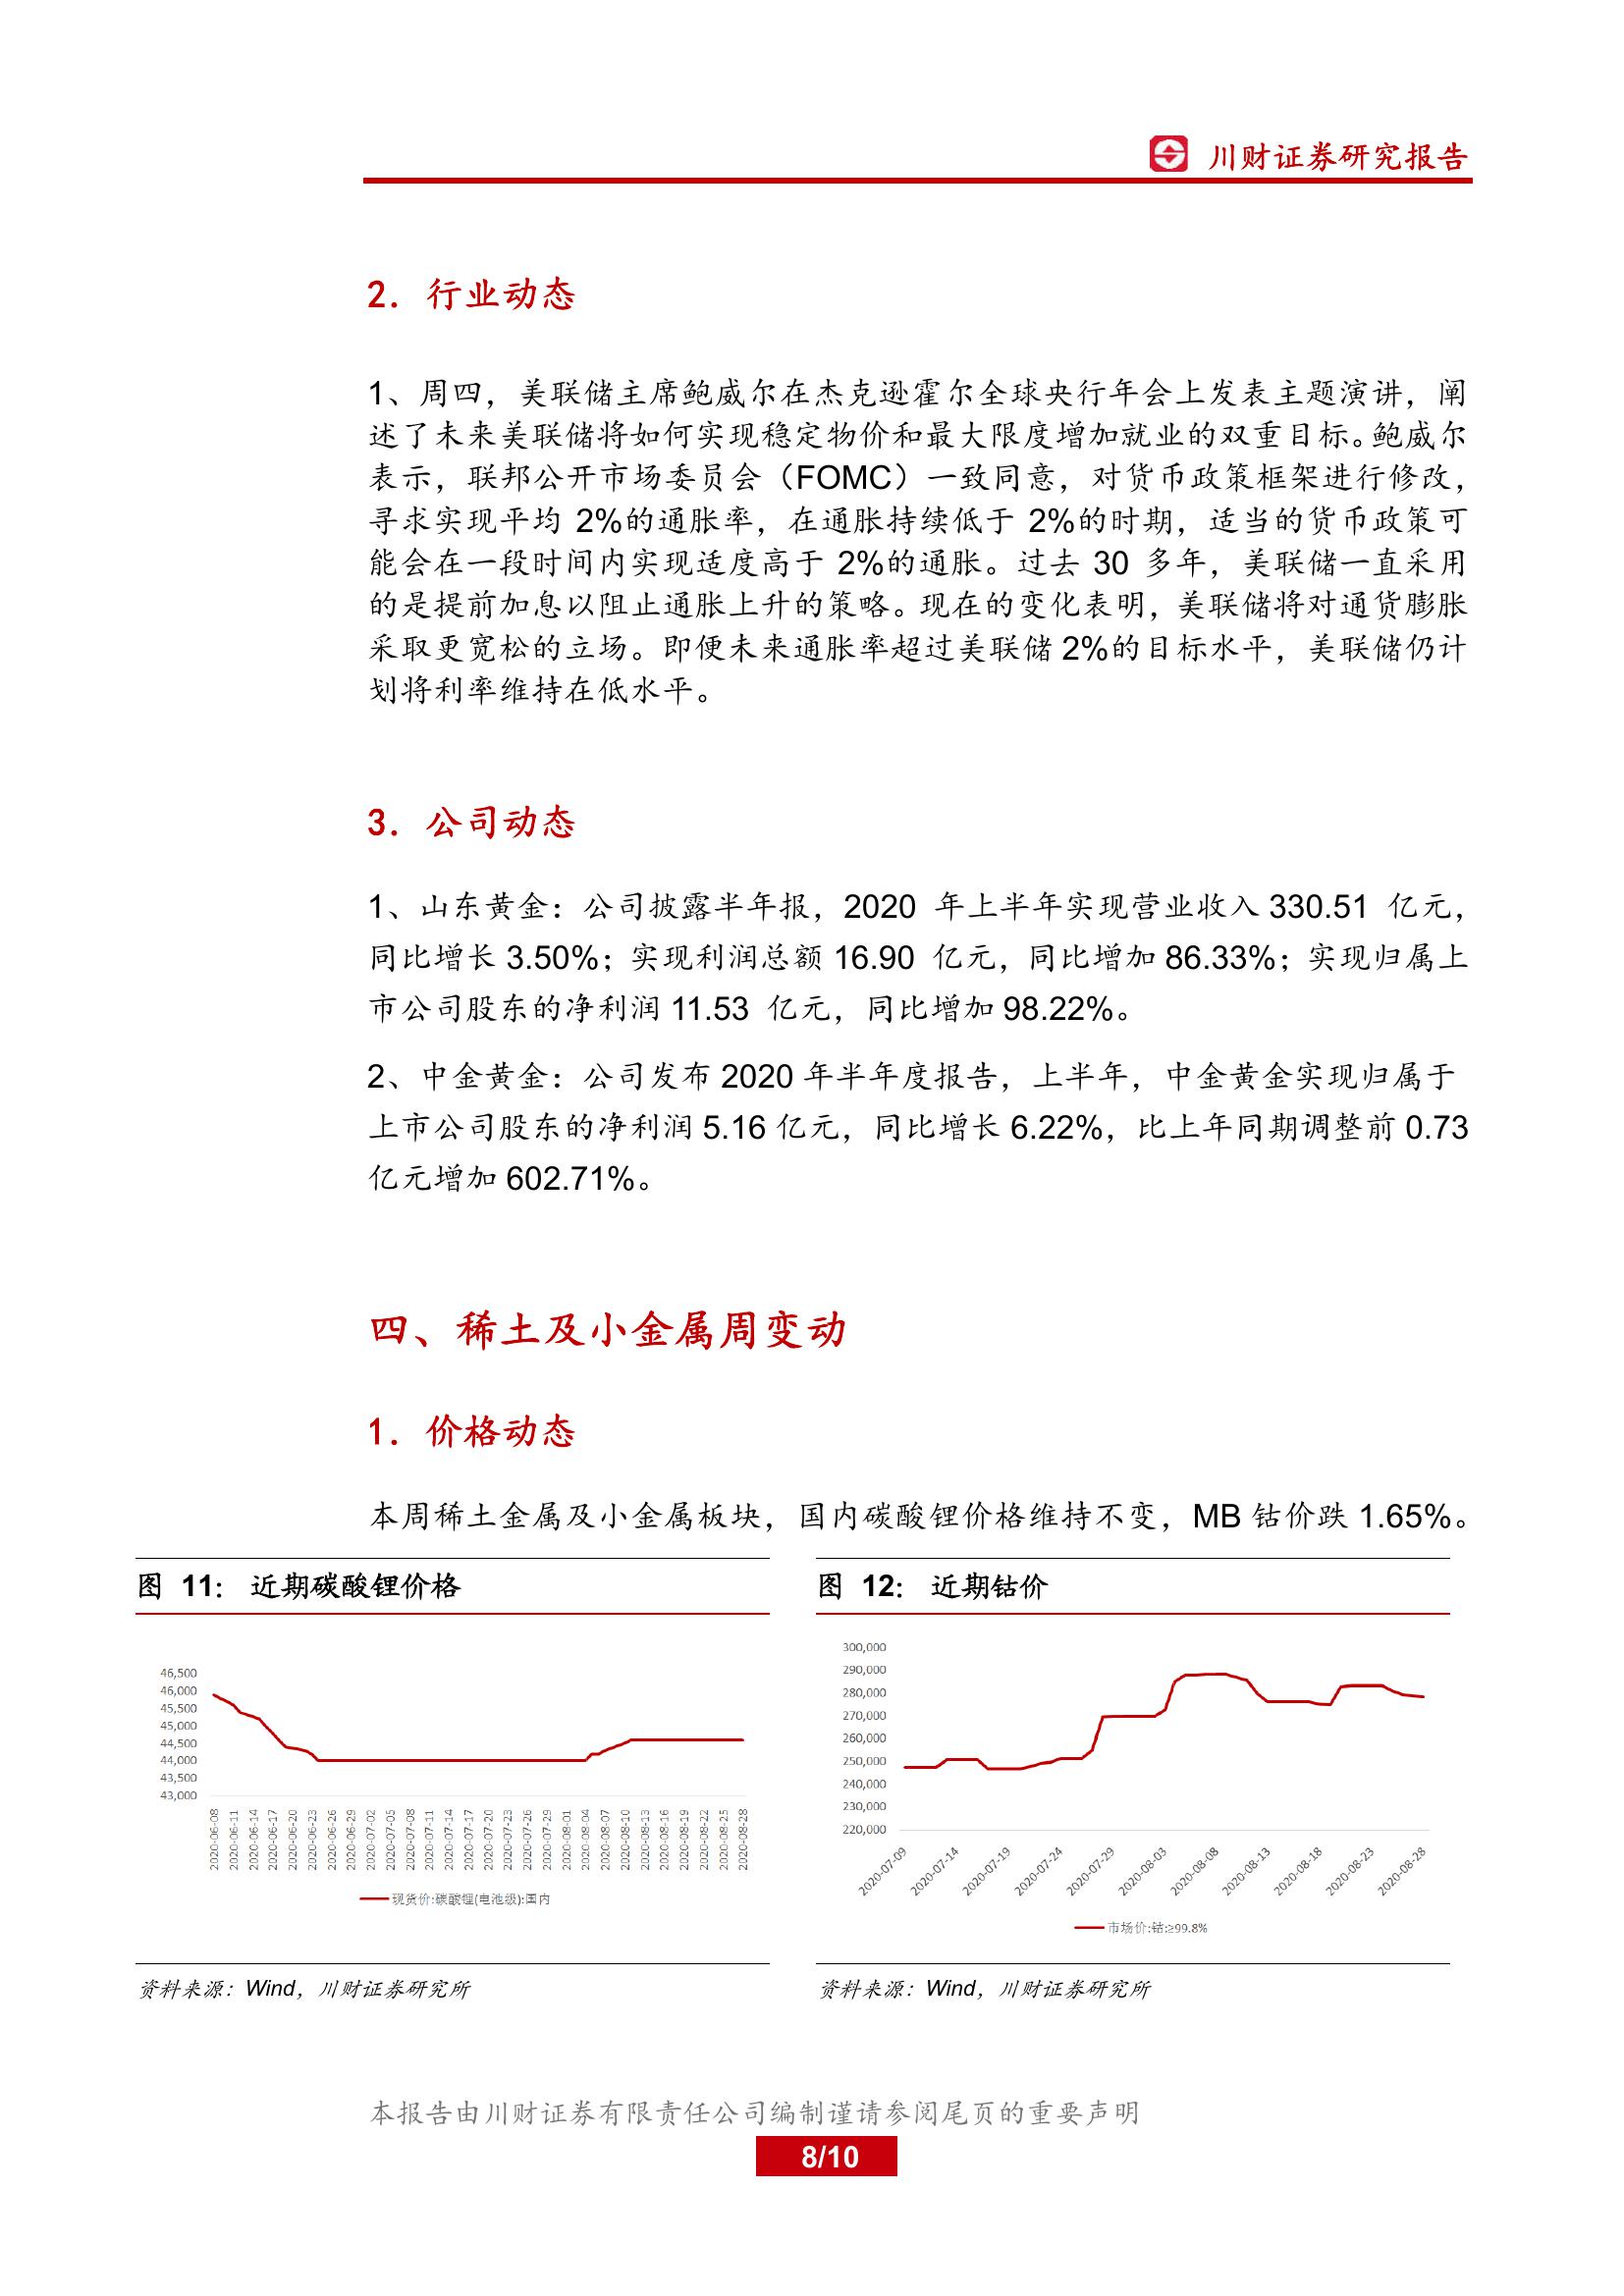 川财证券研究报告
2. 行业动态
1、周四，美联储主席鲍威尔在杰克逊霍尔全球央行年会上发表主题演讲，阐
述了未来美联储将如何实现稳定物价和最大限度增加就业的双重目标。鲍威尔
表示，联邦公开市场委员会（FOMC）一致同意，对货币政策框架进行修改，
寻求实现平均 2%的通胀率，在通胀持续低于 2%的时期，适当的货币政策可
能会在一段时间内实现适度高于 2%的通胀。过去 30 多年，美联储一直采用
的是提前加息以阻止通胀上升的策略。现在的变化表明，美联储将对通货膨胀
采取更宽松的立场。即便未来通胀率超过美联储 2%的目标水平，美联储仍计
划将利率维持在低水平。
3. 公司动态
1、山东黄金：公司披露半年报，2020 年上半年实现营业收入 330.51 亿元，
同比增长 3.50%；实现利润总额 16.90 亿元，同比增加 86.33%；实现归属上
市公司股东的净利润 11.53 亿元，同比增加 98.22%。
2、中金黄金：公司发布 2020 年半年度报告，上半年，中金黄金实现归属于
上市公司股东的净利润 5.16 亿元，同比增长 6.22%，比上年同期调整前 0.73
亿元增加 602.71%。
四、稀土及小金属周变动
1. 价格动态
本周稀土金属及小金属板块，国内碳酸锂价格维持不变，MB 钴价跌 1.65%。
图 11： 近期碳酸锂价格
46,500
46,000
45,500
45,000
44,500
44,000
43,500
43,000
2020-06-08
2020-06-11
2020-06-14
2020-06-17
2020-06-20
2020-06-23
2020-06-26
2020-06-29
2020-07-02
2020-07-05
2020-07-08
2020-07-11
2020-07-14
2020-07-17
2020-07-20
2020-07-23
2020-07-26
2020-07-29
2020-08-01
2020-08-04
2020-08-07
2020-08-10
2020-08-13
2020-08-16
2020-08-19
2020-08-22
2020-08-25
2020-08-28
现货价:碳酸锂(电池级):国内
资料来源：Wind，川财证券研究所
图 12： 近期钴价
300,000
290,000
280,000
270,000
260,000
250,000
240,000
230,000
220,000
2020-07-09
2020-07-14
2020-07-19
2020-07-24
2020-07-29
2020-08-03
2020-08-08
2020-08-13
2020-08-18
2020-08-23
2020-08-28
市场价:钴:≥99.8%
资料来源：Wind，川财证券研究所
本报告由川财证券有限责任公司编制谨请参阅尾页的重要声明
8/10